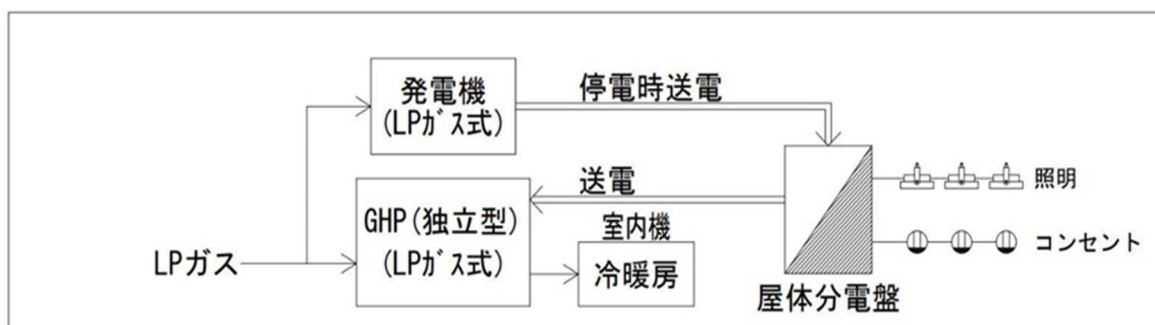 発電機
(LPｶﾞｽ式)
停電時送電
送電
GHP(独立型)
(LPｶﾞｽ式)
室内機
冷暖房
LPガス
照明
コンセント
屋体分電盤